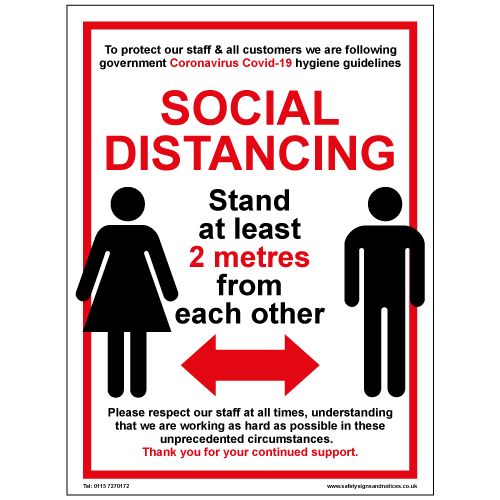 To protect our staff & all customers we are following
government Coronavirus Covid-19 hygiene guidelines
SOCIAL
DISTANCING
Stand
at least
2 metres
from
each other
Please respect our staff at all times, understanding
that we are working as hard as possible in these
unprecedented circumstances.
Thank you for your continued support.
Tel: 0115 7270172
www.safetysignsandnotices.co.uk